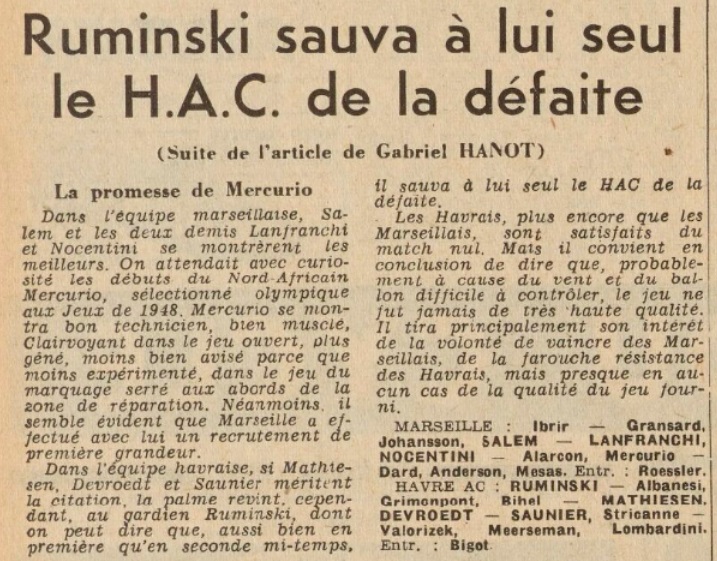 Ruminski sauva à lui seul
le H.A.C. de la défaite
(Suite de l'article de Gabriel HANOT)
La promesse de Mercurio
Dans l'équipe marseillaise, Sa-
lem et les deux demis Lanfranchi
et Nocentini se montrèrent les
meilleurs. On attendait avec curio-
sité les débuts du Nord-Africain
Mercurio, sélectionné olympique
aux Jeux de 1948. Mercurio se mon-
tra bon technicien, bien musclé,
Clairvoyant dans le jeu ouvert, plus
gêné, moins bien avisé parce que
moins expérimenté, dans le jeu du
marquage serré aux abords de la
zone de réparation. Néanmoins, il
semble évident que Marseille a ef-
fectué avec lui un recrutement de
première grandeur.
Dans l'équipe havraise, si Mathie-
sen, Devroedt et Saunier méritent
la citation, la palme revint, cepen-
dant, au gardien Ruminski, dont
on peut dire que, aussi bien en
première qu'en seconde mi-temps,
il sauva à lui seul le HAC de la
défaite.
Les Havrais, plus encore que les
Marseillais, sont satisfaits du
match nul. Mais il convient en
conclusion de dire que, probable-
ment à cause du vent et du bal-
lon difficile à contrôler, le jeu ne
fut jamais de très haute qualité.
Il tira principalement son intérêt
de la volonté de vaincre des Mar-
seillais, de la farouche résistance
des Havrais, mais presque en au-
cun cas de la qualité du jeu four-
ni.
MARSEILLE : Ibrir — Gransard,
Johansson, SALEM — LANFRANCHI,
NOCENTINI — Alarcon, Mercurio —
Dard, Anderson, Mesas. Entr. : Roessler.
HAVRE AC : RUMINSKI — Albanesi,
Grimonpont, Bihel — MATHIESEN,
DEVROEDT — SAUNIER, Stricanne —
Valorizek, Meerseman, Lombardini.
Entr. : Bigot